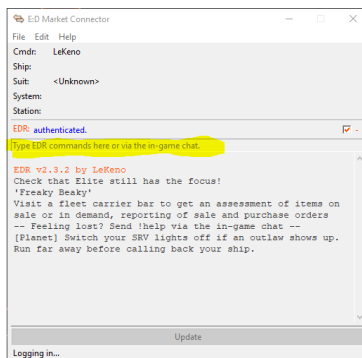 E:D Market Connector
File Edit Help
Cmdr: LeKeno
Ship:
Suit: <Unknown>
System:
Station:
EDR: authenticated.
Type EDR commands here or via the in-game chat.
EDR v2.3.2 by LeKeno
Check that Elite still has the focus!
'Freaky Beaky'
Visit a fleet carrier bar to get an assessment of items on
sale or in demand, reporting of sale and purchase orders
-- Feeling lost? Send !help via the in-game chat --
[Planet] Switch your SRV lights off if an outlaw shows up.
Run far away before calling back your ship.
Update
Logging in...